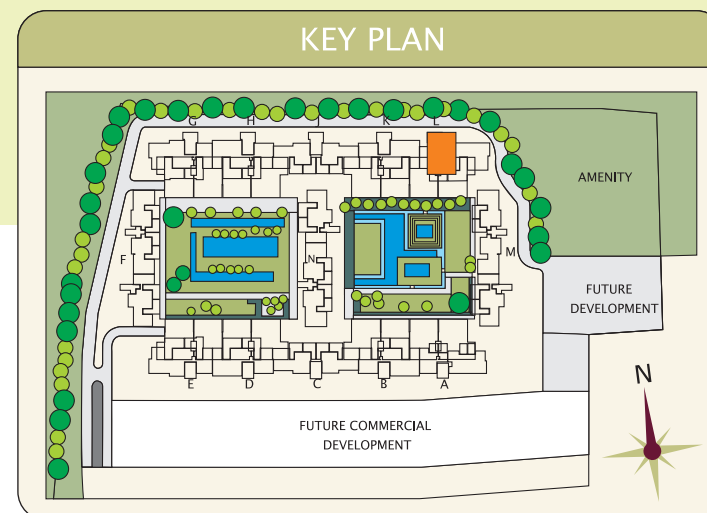 KEY PLAN
G H J K L
AMENITY
F N M
FUTURE
DEVELOPMENT
E D C B A
N
FUTURE COMMERCIAL
DEVELOPMENT